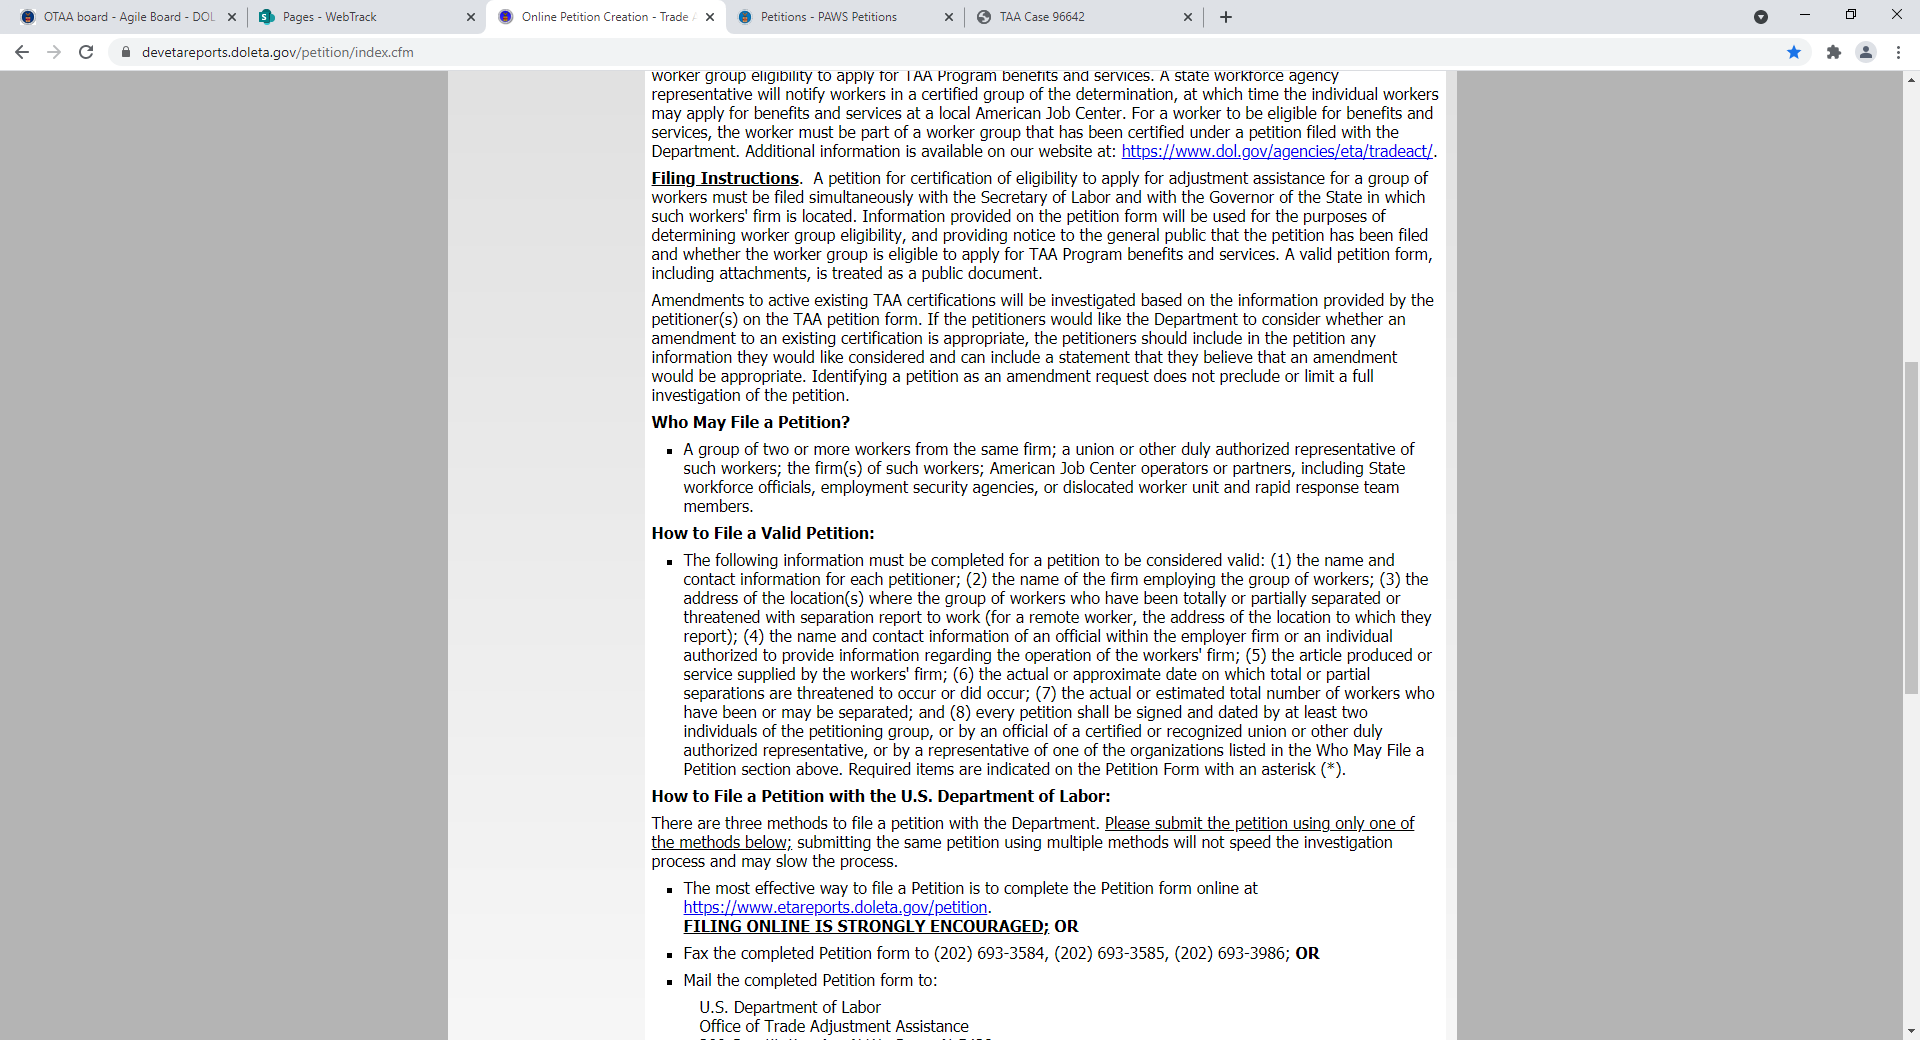 OTAA board - Agile Board - DOL
Pages - WebTrack
Online Petition Creation - Trade
Petitions - PAWS Petitions
TAA Case 96642
devetareports.doleta.gov/petition/index.cfm
worker group eligibility to apply for TAA Program benefits and services. A state workforce agency
representative will notify workers in a certified group of the determination, at which time the individual workers
may apply for benefits and services at a local American Job Center. For a worker to be eligible for benefits and
services, the worker must be part of a worker group that has been certified under a petition filed with the
Department. Additional information is available on our website at: https://www.dol.gov/agencies/eta/tradeact/.
Filing Instructions. A petition for certification of eligibility to apply for adjustment assistance for a group of
workers must be filed simultaneously with the Secretary of Labor and with the Governor of the State in which
such workers' firm is located. Information provided on the petition form will be used for the purposes of
determining worker group eligibility, and providing notice to the general public that the petition has been filed
and whether the worker group is eligible to apply for TAA Program benefits and services. A valid petition form,
including attachments, is treated as a public document.
Amendments to active existing TAA certifications will be investigated based on the information provided by the
petitioner(s) on the TAA petition form. If the petitioners would like the Department to consider whether an
amendment to an existing certification is appropriate, the petitioners should include in the petition any
information they would like considered and can include a statement that they believe that an amendment
would be appropriate. Identifying a petition as an amendment request does not preclude or limit a full
investigation of the petition.
Who May File a Petition?
▪ A group of two or more workers from the same firm; a union or other duly authorized representative of
such workers; the firm(s) of such workers; American Job Center operators or partners, including State
workforce officials, employment security agencies, or dislocated worker unit and rapid response team
members.
How to File a Valid Petition:
▪ The following information must be completed for a petition to be considered valid: (1) the name and
contact information for each petitioner; (2) the name of the firm employing the group of workers; (3) the
address of the location(s) where the group of workers who have been totally or partially separated or
threatened with separation report to work (for a remote worker, the address of the location to which they
report); (4) the name and contact information of an official within the employer firm or an individual
authorized to provide information regarding the operation of the workers' firm; (5) the article produced or
service supplied by the workers' firm; (6) the actual or approximate date on which total or partial
separations are threatened to occur or did occur; (7) the actual or estimated total number of workers who
have been or may be separated; and (8) every petition shall be signed and dated by at least two
individuals of the petitioning group, or by an official of a certified or recognized union or other duly
authorized representative, or by a representative of one of the organizations listed in the Who May File a
Petition section above. Required items are indicated on the Petition Form with an asterisk (*).
How to File a Petition with the U.S. Department of Labor:
There are three methods to file a petition with the Department. Please submit the petition using only one of
the methods below; submitting the same petition using multiple methods will not speed the investigation
process and may slow the process.
▪ The most effective way to file a Petition is to complete the Petition form online at
https://www.etareports.doleta.gov/petition.
FILING ONLINE IS STRONGLY ENCOURAGED; OR
▪ Fax the completed Petition form to (202) 693-3584, (202) 693-3585, (202) 693-3986; OR
▪ Mail the completed Petition form to:
U.S. Department of Labor
Office of Trade Adjustment Assistance